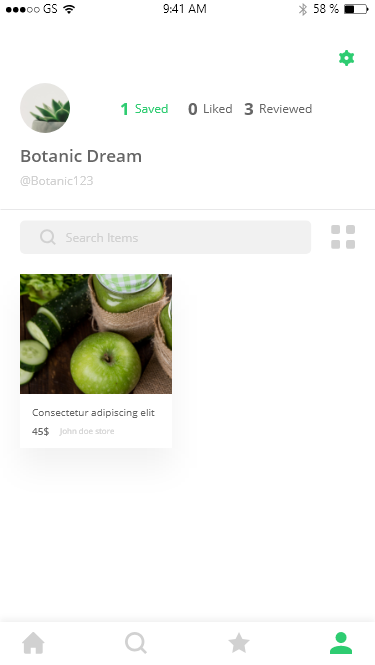 GS 9:41 AM 58 %
1 Saved 0 Liked 3 Reviewed
Botanic Dream
@Botanic123
Search Items
Consectetur adipiscing elit
45$ John doe store